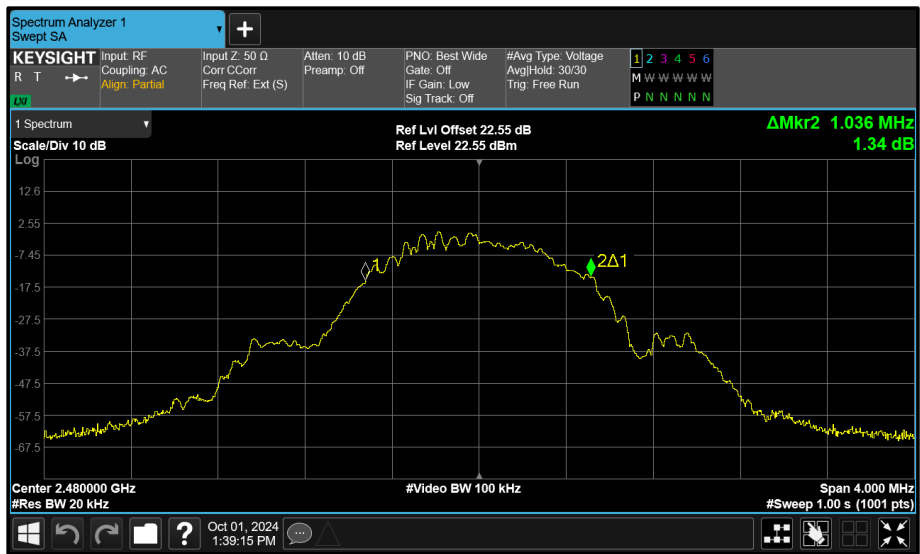 Spectrum Analyzer 1
Swept SA
+
KEYSIGHT
R T
LXI
Input: RF
Coupling: AC
Align: Partial
Input Z: 50 Ω
Corr CCorr
Freq Ref: Ext (S)
Atten: 10 dB
Preamp: Off
PNO: Best Wide
Gate: Off
IF Gain: Low
Sig Track: Off
#Avg Type: Voltage
Avg|Hold: 30/30
Trig: Free Run
1 2 3 4 5 6
M W W W W W
P N N N N N
1 Spectrum
Scale/Div 10 dB
Log
Ref Lvl Offset 22.55 dB
Ref Level 22.55 dBm
ΔMkr2 1.036 MHz
1.34 dB
12.6
2.55
-7.45
-17.5
-27.5
-37.5
-47.5
-57.5
-67.5
1
2Δ1
Center 2.480000 GHz
#Res BW 20 kHz
#Video BW 100 kHz
Span 4.000 MHz
#Sweep 1.00 s (1001 pts)
?
Oct 01, 2024
1:39:15 PM